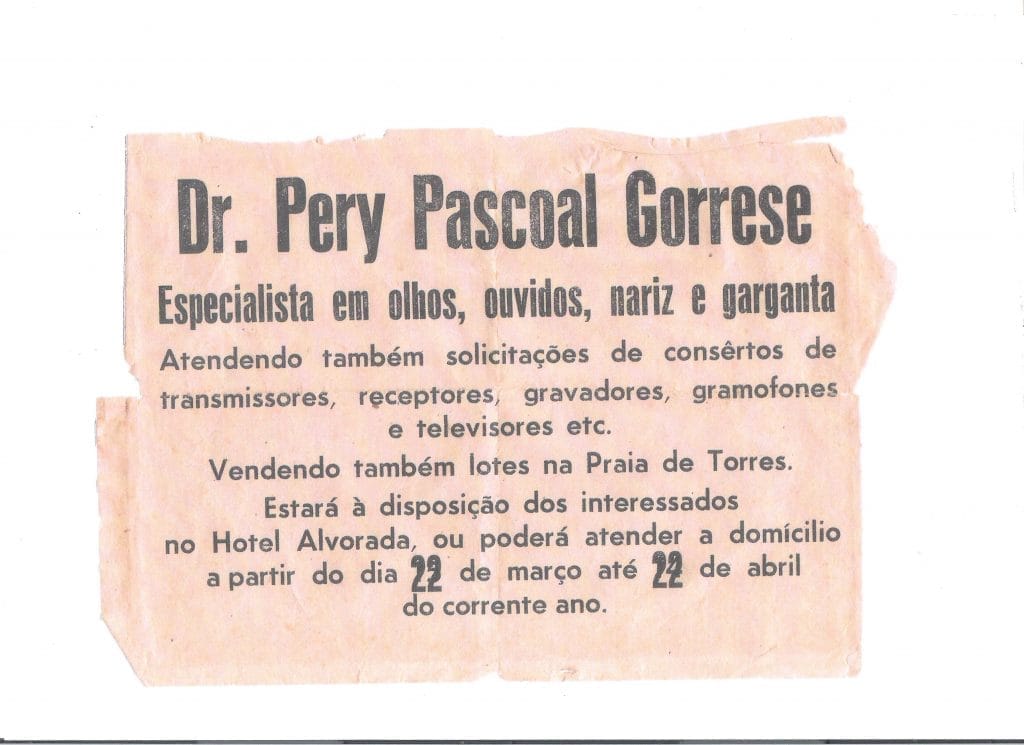 Dr. Pery Pascoal Gorrese
Especialista em olhos, ouvidos, nariz e garganta
Atendendo também solicitações de consêrtos de
transmissores, receptores, gravadores, gramofones
e televisores etc.
Vendendo também lotes na Praia de Torres.
Estará à disposição dos interessados
no Hotel Alvorada, ou poderá atender a domícilio
a partir do dia 22 de março até 22 de abril
do corrente ano.